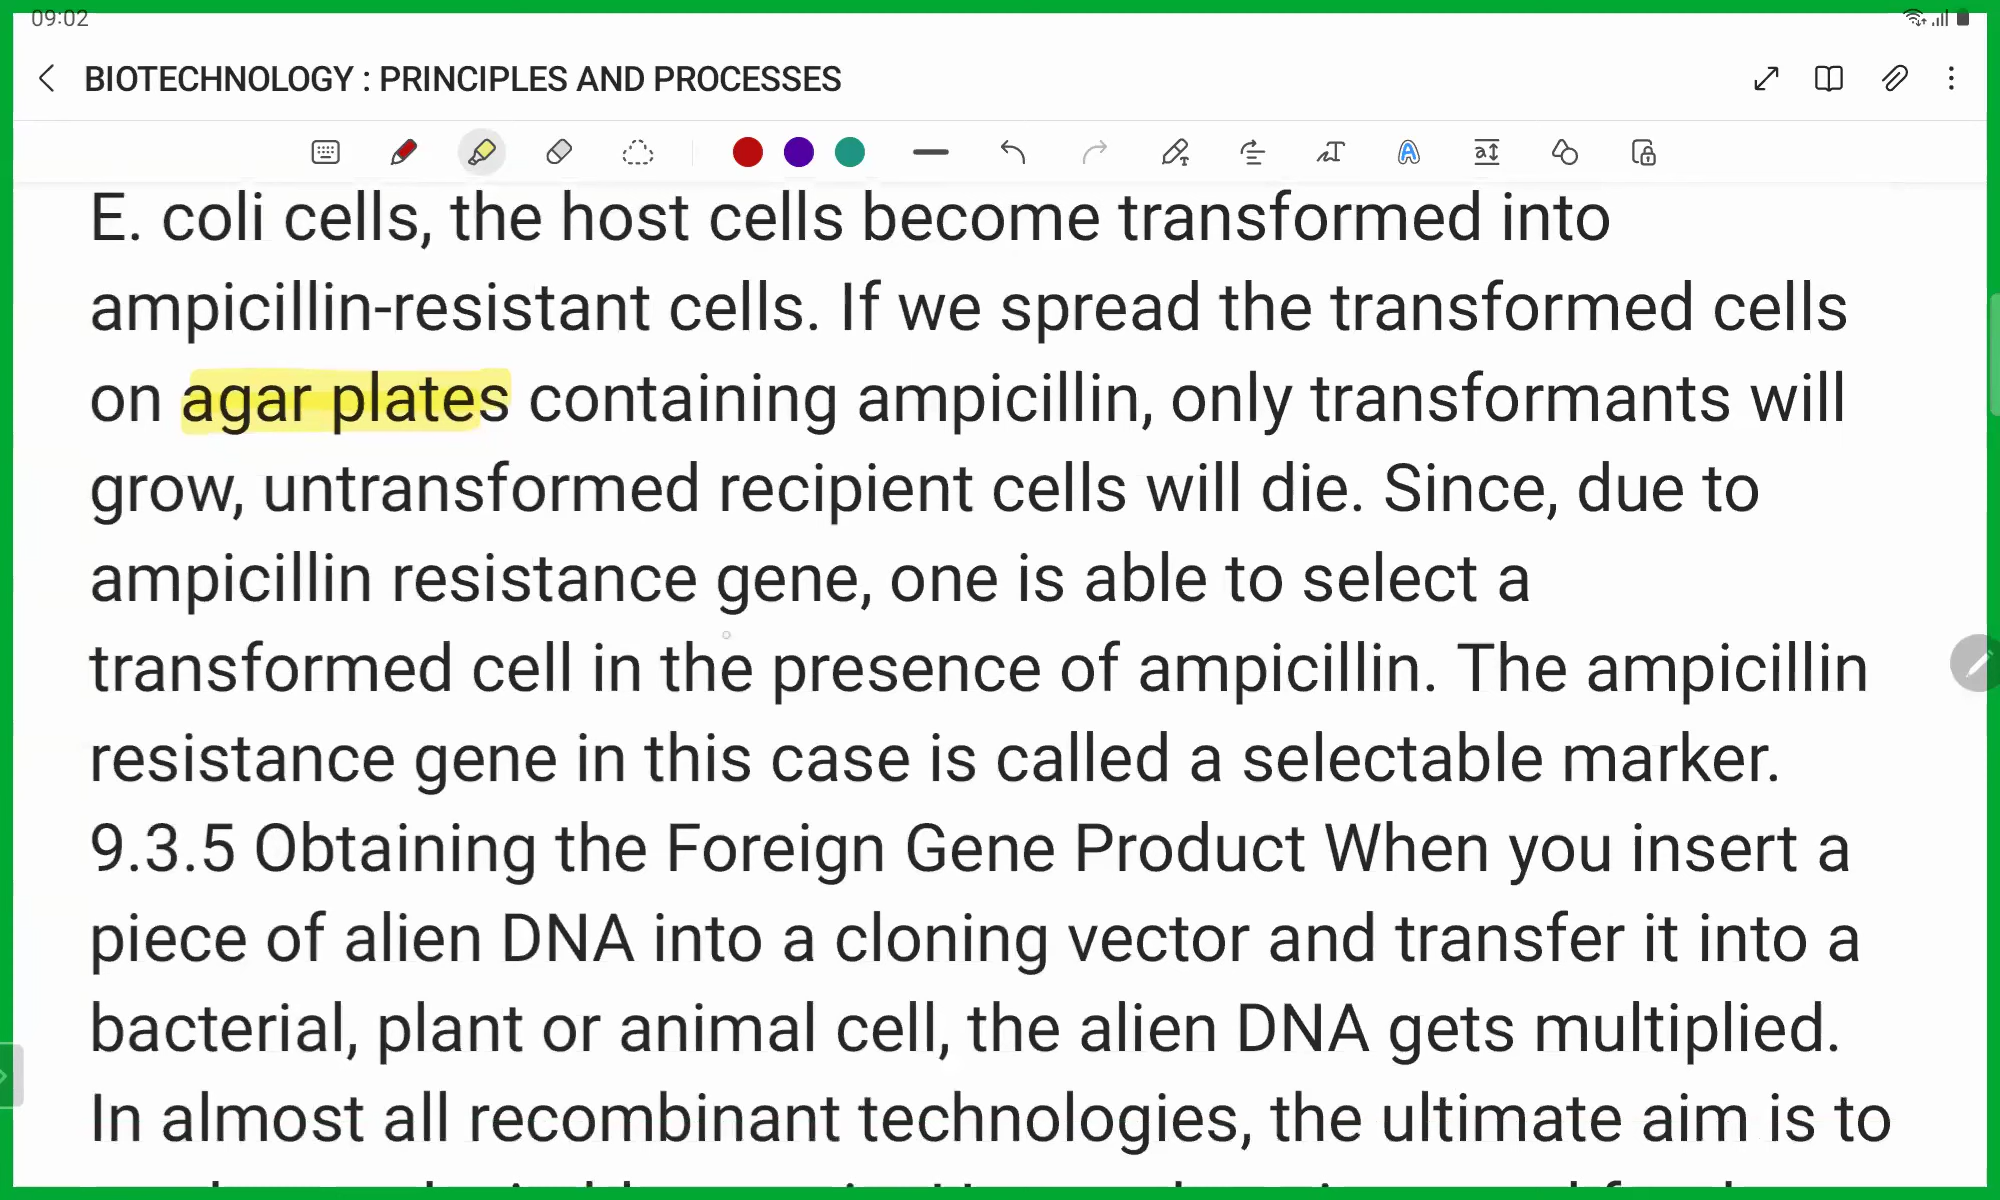 09:02
BIOTECHNOLOGY : PRINCIPLES AND PROCESSES
E. coli cells, the host cells become transformed into
ampicillin-resistant cells. If we spread the transformed cells
on agar plates containing ampicillin, only transformants will
grow, untransformed recipient cells will die. Since, due to
ampicillin resistance gene, one is able to select a
transformed cell in the presence of ampicillin. The ampicillin
resistance gene in this case is called a selectable marker.
9.3.5 Obtaining the Foreign Gene Product When you insert a
piece of alien DNA into a cloning vector and transfer it into a
bacterial, plant or animal cell, the alien DNA gets multiplied.
In almost all recombinant technologies, the ultimate aim is to